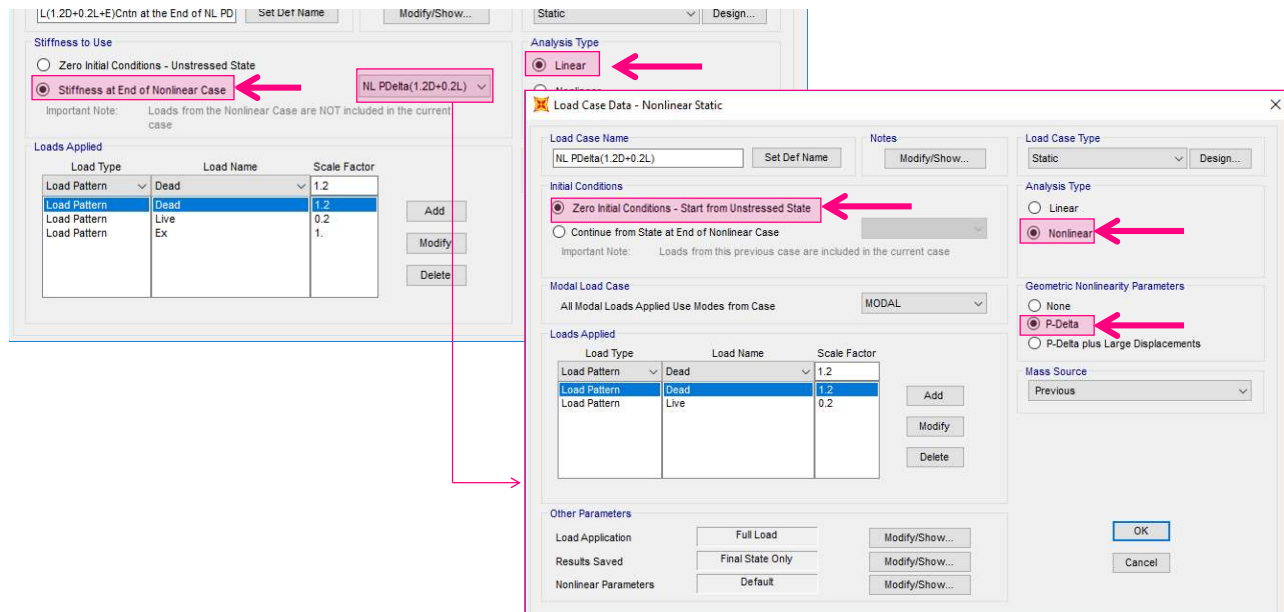 L(1.2D+0.2L+E)Cntn at the End of NL PD
Set Def Name
Modify/Show...
Static
Design...
Stiffness to Use
Zero Initial Conditions - Unstressed State
Stiffness at End of Nonlinear Case
NL PDelta(1.2D+0.2L)
Important Note: Loads from the Nonlinear Case are NOT included in the current
case
Analysis Type
Linear
Loads Applied
Load Type Load Name Scale Factor
Load Pattern Dead 1.2
Load Pattern Dead 1.2
Load Pattern Live 0.2
Load Pattern Ex 1.
Add
Modify
Delete
Load Case Data - Nonlinear Static
Load Case Name
NL PDelta(1.2D+0.2L)
Set Def Name
Notes
Modify/Show...
Load Case Type
Static
Design...
Initial Conditions
Zero Initial Conditions - Start from Unstressed State
Continue from State at End of Nonlinear Case
Important Note: Loads from this previous case are included in the current case
Analysis Type
Linear
Nonlinear
Modal Load Case
All Modal Loads Applied Use Modes from Case
MODAL
Geometric Nonlinearity Parameters
None
P-Delta
P-Delta plus Large Displacements
Loads Applied
Load Type Load Name Scale Factor
Load Pattern Dead 1.2
Load Pattern Dead 1.2
Load Pattern Live 0.2
Add
Modify
Delete
Mass Source
Previous
Other Parameters
Load Application Full Load Modify/Show...
Results Saved Final State Only Modify/Show...
Nonlinear Parameters Default Modify/Show...
OK
Cancel